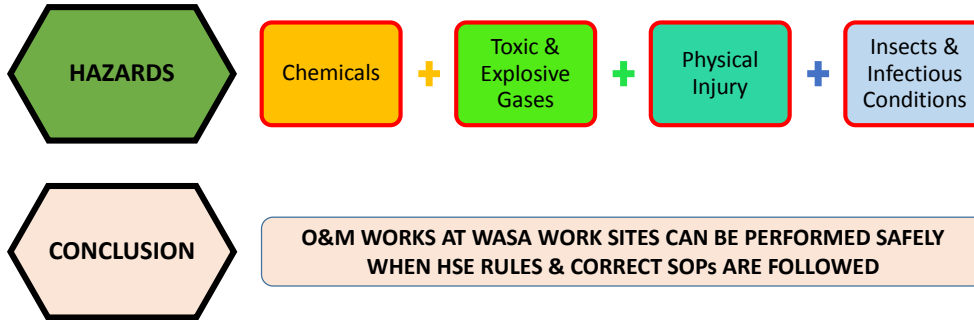 HAZARDS
Chemicals
+
Toxic &
Explosive
Gases
+
Physical
Injury
+
Insects &
Infectious
Conditions
CONCLUSION
O&M WORKS AT WASA WORK SITES CAN BE PERFORMED SAFELY
WHEN HSE RULES & CORRECT SOPs ARE FOLLOWED